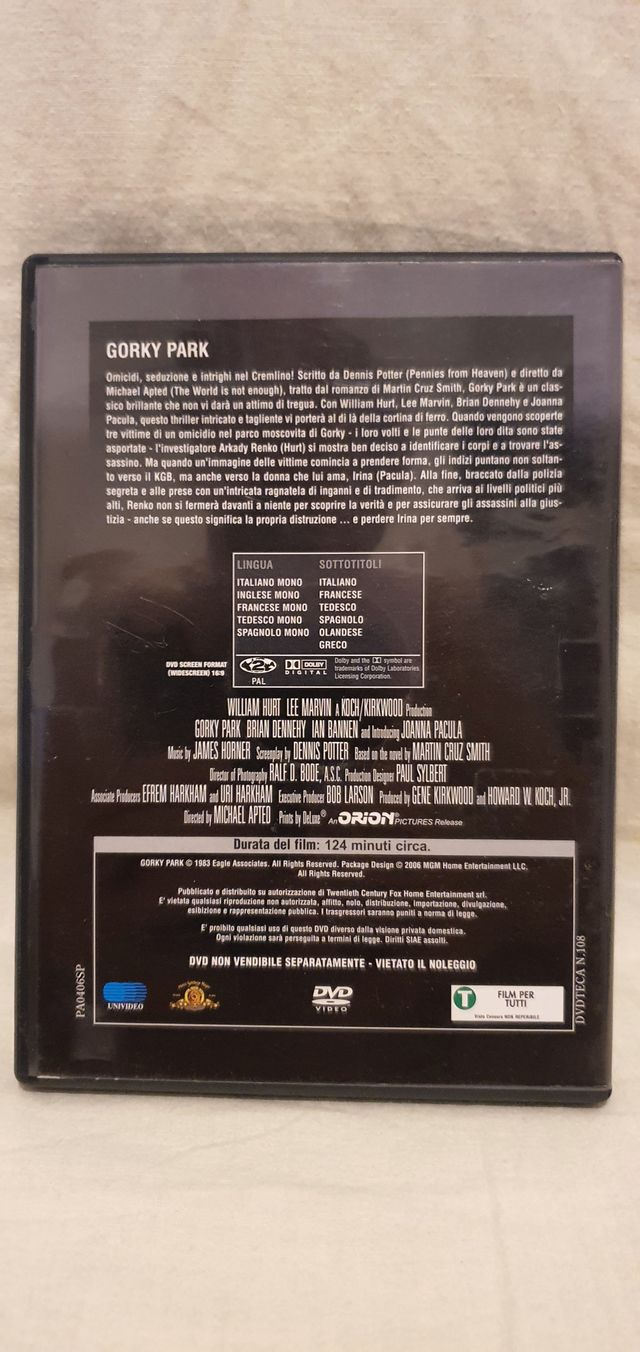 GORKY PARK
Omicidi, seduzione e intrighi nel Cremlino! Scritto da Dennis Potter (Pennies from Heaven) e diretto da
Michael Apted (The World is not enough), tratto dal romanzo di Martin Cruz Smith, Gorky Park è un clas-
sico brillante che non vi darà un attimo di tregua. Con William Hurt, Lee Marvin, Brian Dennehy e Joanna
Pacula, questo thriller intricato e tagliente vi porterà al di là della cortina di ferro. Quando vengono scoperte
tre vittime di un omicidio nel parco moscovita di Gorky - i loro volti e le punte delle loro dita sono state
asportate - l'investigatore Arkady Renko (Hurt) si mostra ben deciso a identificare i corpi e a trovare l'as-
sassino. Ma quando un'immagine delle vittime comincia a prendere forma, gli indizi puntano non soltan-
to verso il KGB, ma anche verso la donna che lui ama, Irina (Pacula). Alla fine, braccato dalla polizia
segreta e alle prese con un'intricata ragnatela di inganni e di tradimento, che arriva ai livelli politici più
alti, Renko non si fermerà davanti a niente per scoprire la verità e per assicurare gli assassini alla gius-
tizia - anche se questo significa la propria distruzione ... e perdere Irina per sempre.
LINGUA SOTTOTITOLI
ITALIANO MONO ITALIANO
INGLESE MONO FRANCESE
FRANCESE MONO TEDESCO
TEDESCO MONO SPAGNOLO
SPAGNOLO MONO OLANDESE
GRECO
DVD SCREEN FORMAT
(WIDESCREEN) 16:9
2
PAL
DOLBY
DIGITAL
Dolby and the DD symbol are
trademarks of Dolby Laboratories
Licensing Corporation.
WILLIAM HURT LEE MARVIN A KOCH/KIRKWOOD Production
GORKY PARK BRIAN DENNEHY IAN BANNEN and Introducing JOANNA PACULA
Music by JAMES HORNER Screenplay by DENNIS POTTER Based on the novel by MARTIN CRUZ SMITH
Director of Photography RALF D. BODE, A.S.C. Production Designer PAUL SYLBERT
Associate Producers EFREM HARKHAM and URI HARKHAM Executive Producer BOB LARSON Produced by GENE KIRKWOOD and HOWARD W. KOCH, JR.
Directed by MICHAEL APTED Prints by DeLuxe® An ORION® PICTURES Release
Durata del film: 124 minuti circa.
GORKY PARK © 1983 Eagle Associates. All Rights Reserved. Package Design © 2006 MGM Home Entertainment LLC.
All Rights Reserved.
Pubblicato e distribuito su autorizzazione di Twentieth Century Fox Home Entertainment srl.
E' vietata qualsiasi riproduzione non autorizzata, affitto, nolo, distribuzione, importazione, divulgazione,
esibizione e rappresentazione pubblica. I trasgressori saranno puniti a norma di legge.
E' proibito qualsiasi uso di questo DVD diverso dalla visione privata domestica.
Ogni violazione sarà perseguita a termini di legge. Diritti SIAE assolti.
DVD NON VENDIBILE SEPARATAMENTE - VIETATO IL NOLEGGIO
PA0406SP
UNIVIDEO
DVD
VIDEO
T
FILM PER
TUTTI
Visto Censura NON REPERIBILE
DVDTECA N.108